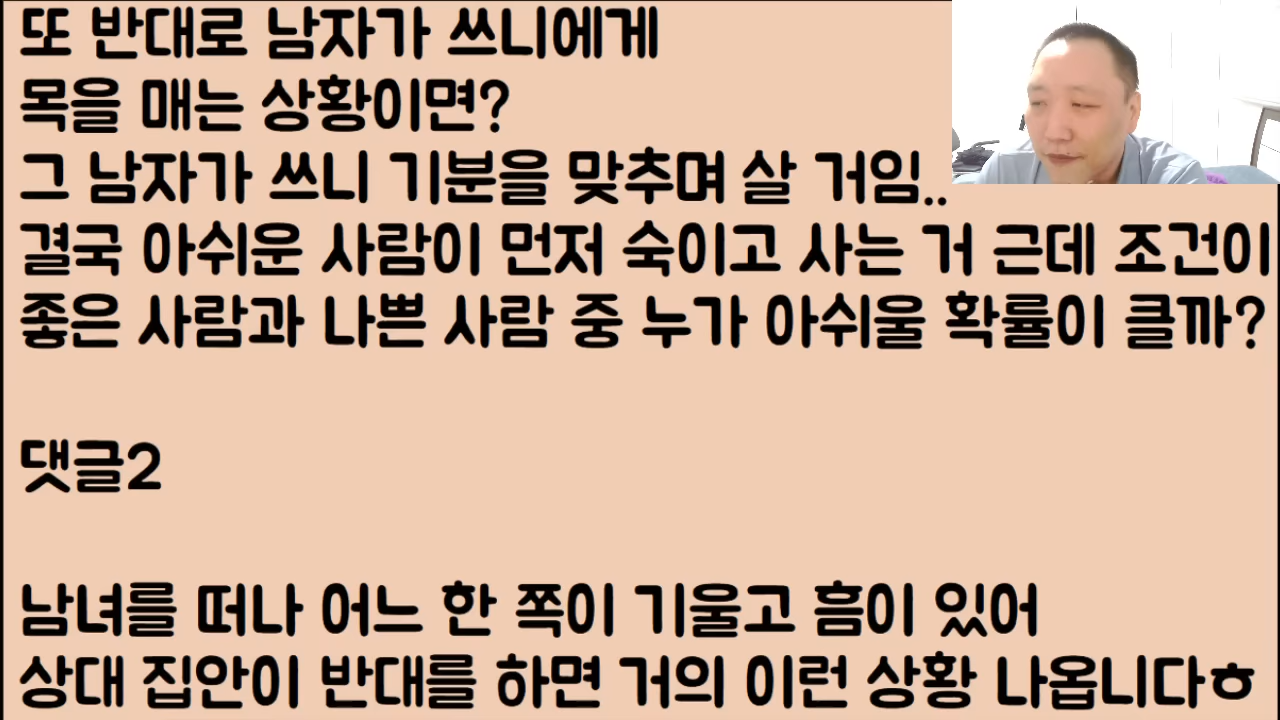 또 반대로 남자가 쓰니에게
목을 매는 상황이면?
그 남자가 쓰니 기분을 맞추며 살 거임..
결국 아쉬운 사람이 먼저 숙이고 사는 거 근데 조건이
좋은 사람과 나쁜 사람 중 누가 아쉬울 확률이 클까?
댓글2
남녀를 떠나 어느 한 쪽이 기울고 흠이 있어
상대 집안이 반대를 하면 거의 이런 상황 나옵니다ㅎ